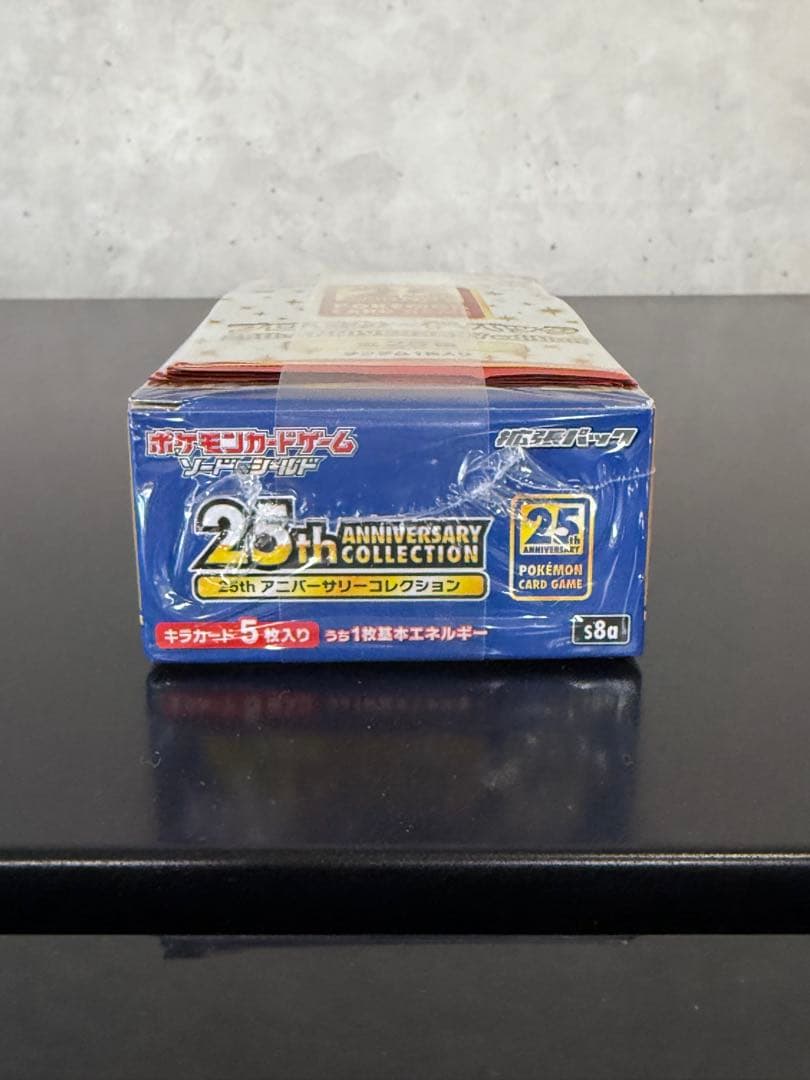 ポケモンカードゲーム
ソード&シールド
拡張パック
25th ANNIVERSARY COLLECTION
25th アニバーサリーコレクション
25th
ANNIVERSARY
POKÉMON
CARD GAME
キラカード5枚入り
うち1枚基本エネルギー
s8a